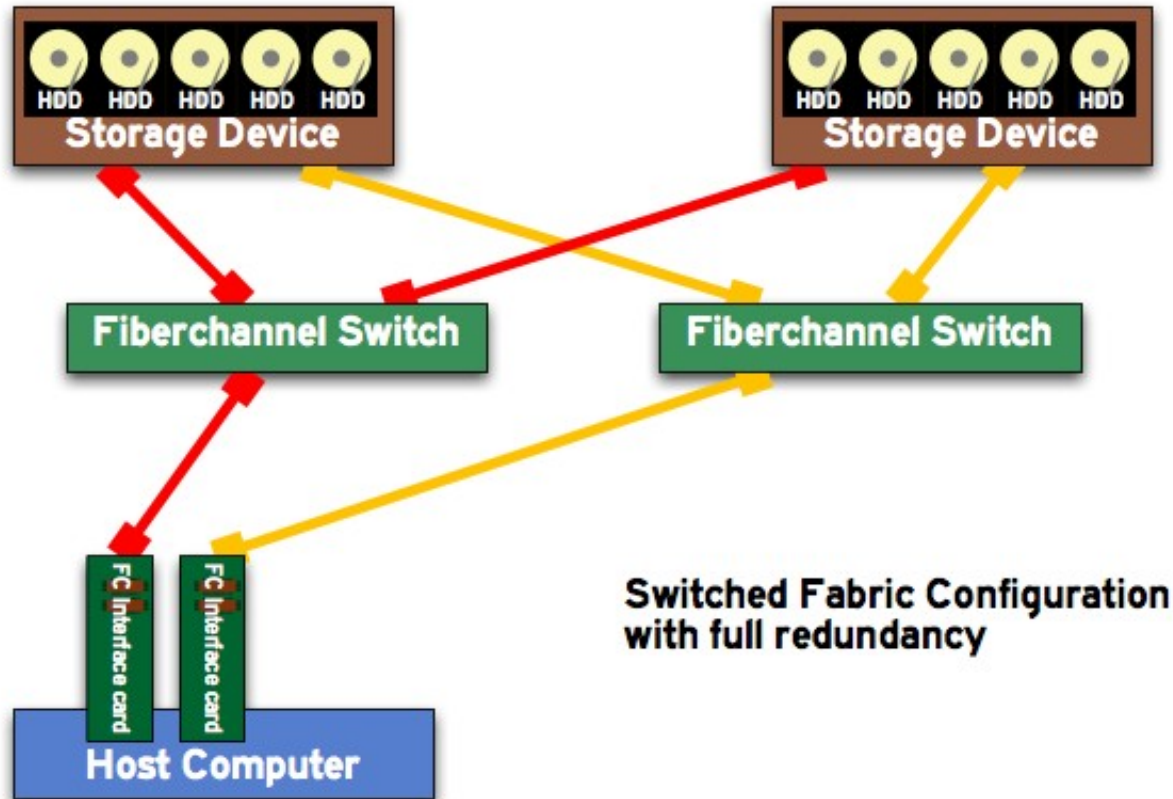 HDD HDD HDD HDD HDD
Storage Device
HDD HDD HDD HDD HDD
Storage Device
Fiberchannel Switch
Fiberchannel Switch
FC Interface card
FC Interface card
Switched Fabric Configuration
with full redundancy
Host Computer